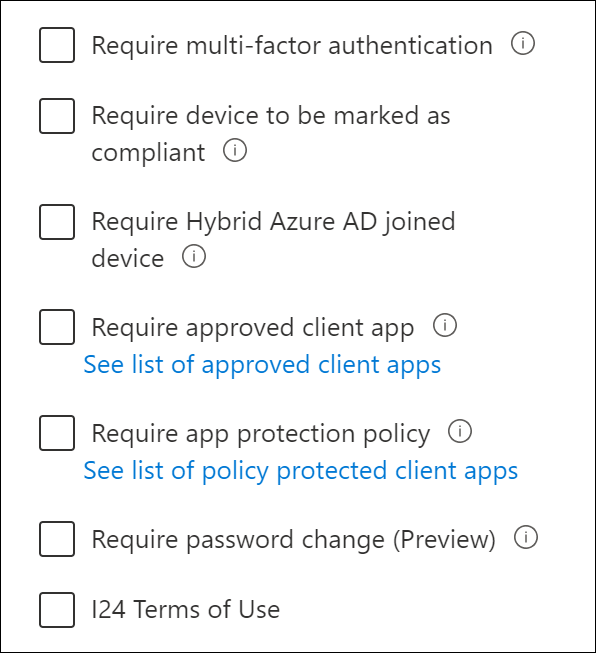 Require multi-factor authentication
Require device to be marked as
compliant
Require Hybrid Azure AD joined
device
Require approved client app
See list of approved client apps
Require app protection policy
See list of policy protected client apps
Require password change (Preview)
I24 Terms of Use